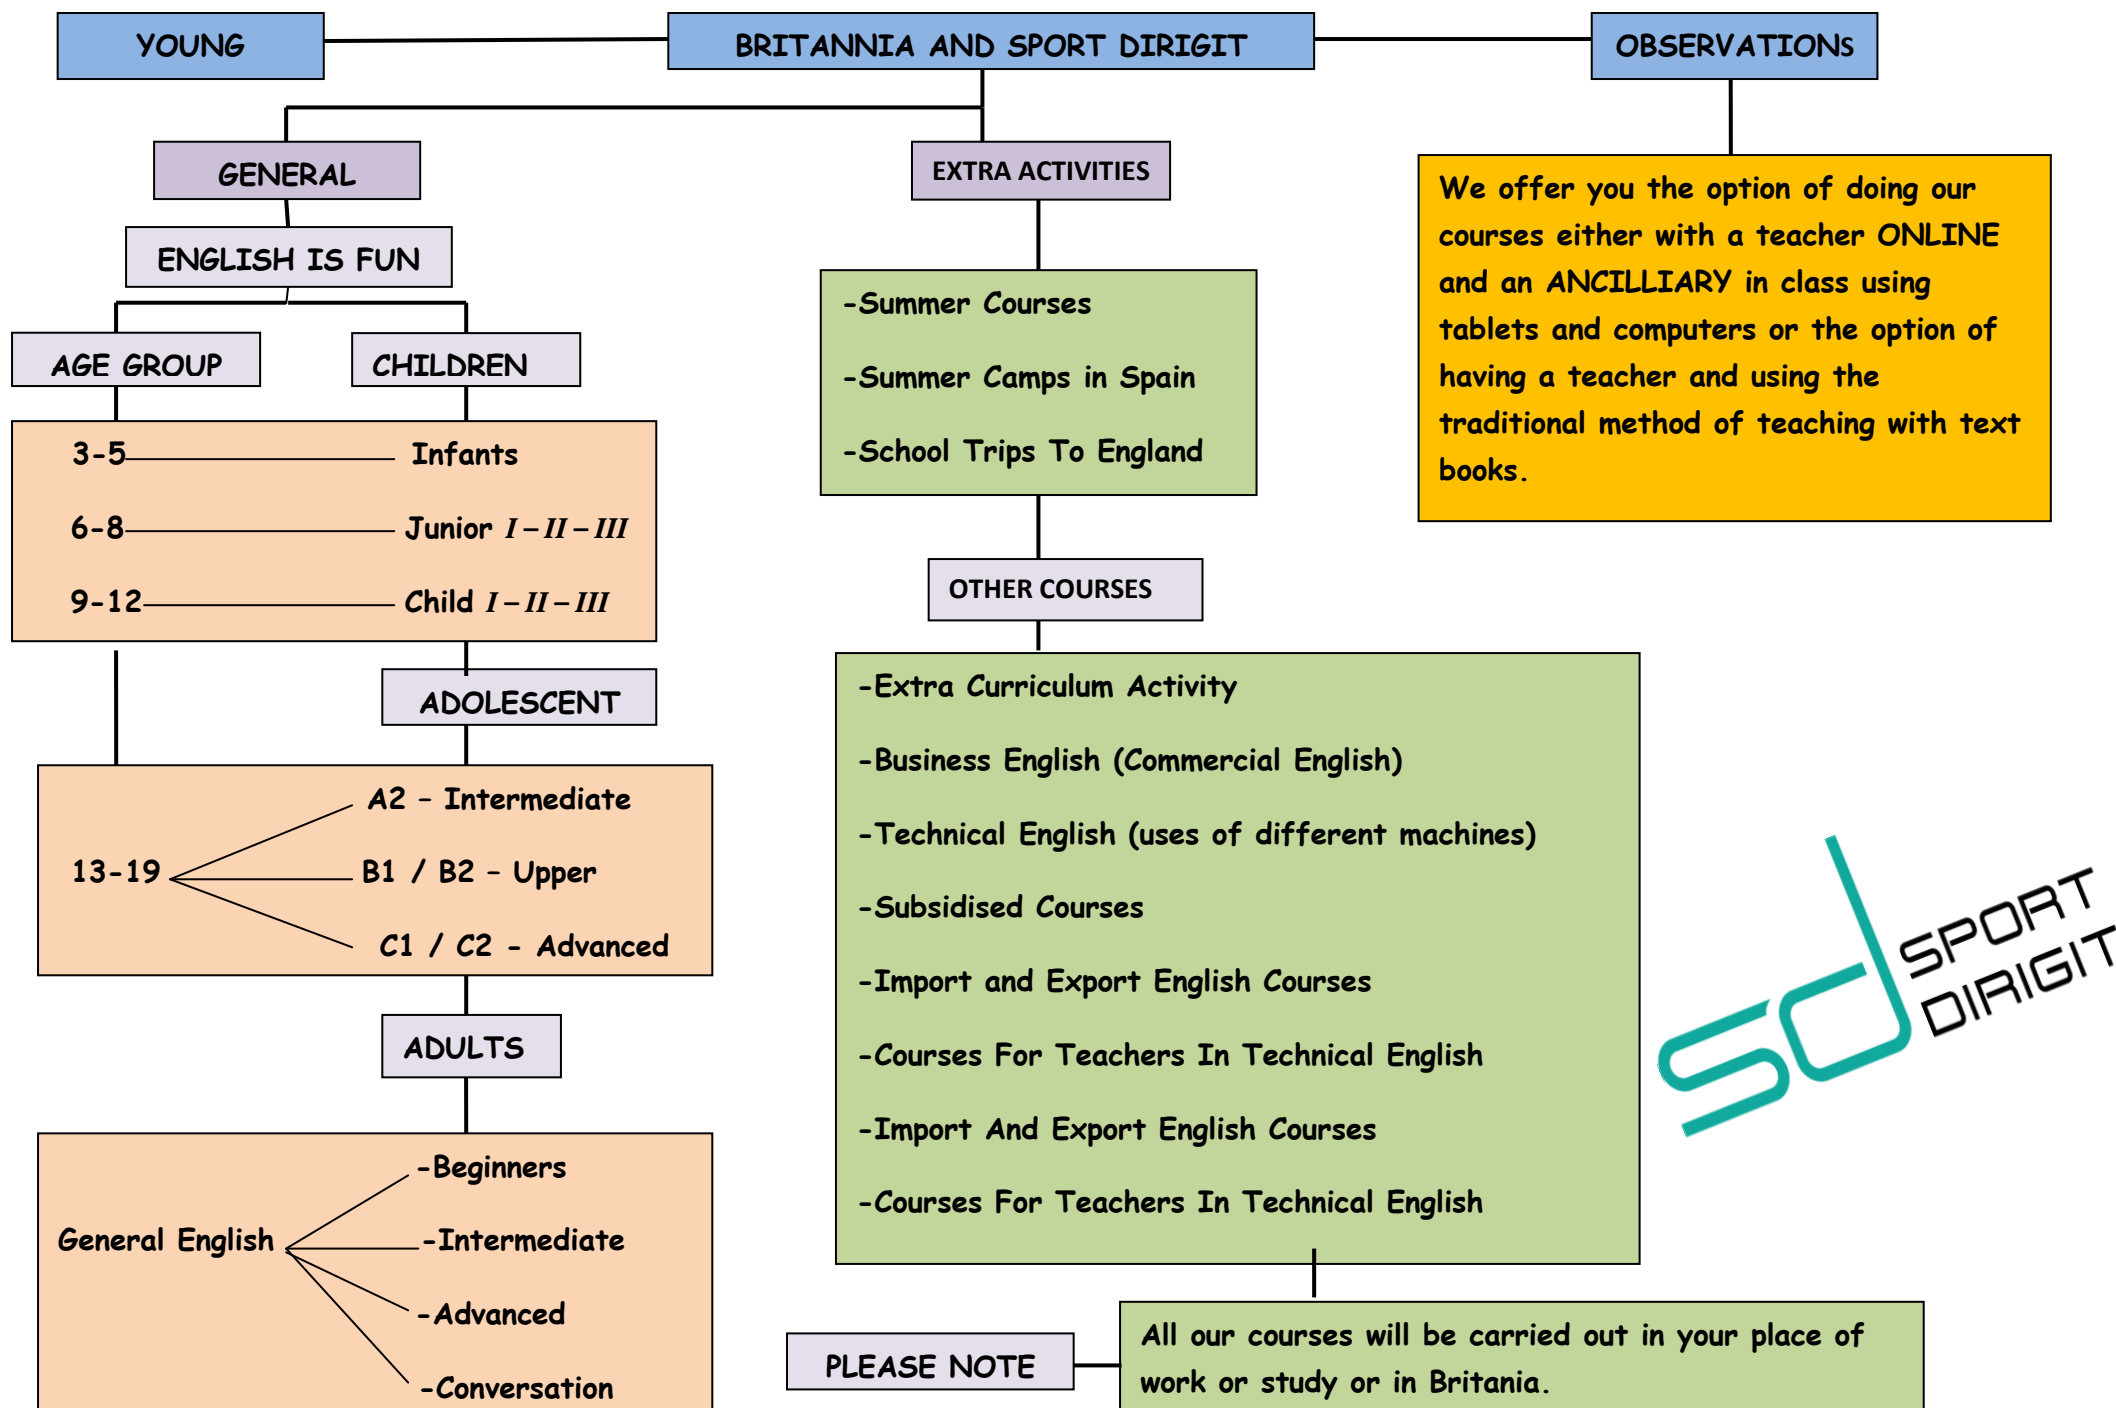 YOUNG
BRITANNIA AND SPORT DIRIGIT
OBSERVATIONs
GENERAL
ENGLISH IS FUN
AGE GROUP
CHILDREN
3-5 Infants
6-8 Junior I – II – III
9-12 Child I – II – III
ADOLESCENT
A2 – Intermediate
13-19 B1 / B2 – Upper
C1 / C2 - Advanced
ADULTS
-Beginners
General English -Intermediate
-Advanced
-Conversation
EXTRA ACTIVITIES
-Summer Courses
-Summer Camps in Spain
-School Trips To England
OTHER COURSES
-Extra Curriculum Activity
-Business English (Commercial English)
-Technical English (uses of different machines)
-Subsidised Courses
-Import and Export English Courses
-Courses For Teachers In Technical English
-Import And Export English Courses
-Courses For Teachers In Technical English
PLEASE NOTE
All our courses will be carried out in your place of
work or study or in Britania.
We offer you the option of doing our
courses either with a teacher ONLINE
and an ANCILLIARY in class using
tablets and computers or the option of
having a teacher and using the
traditional method of teaching with text
books.
sd SPORT
DIRIGIT